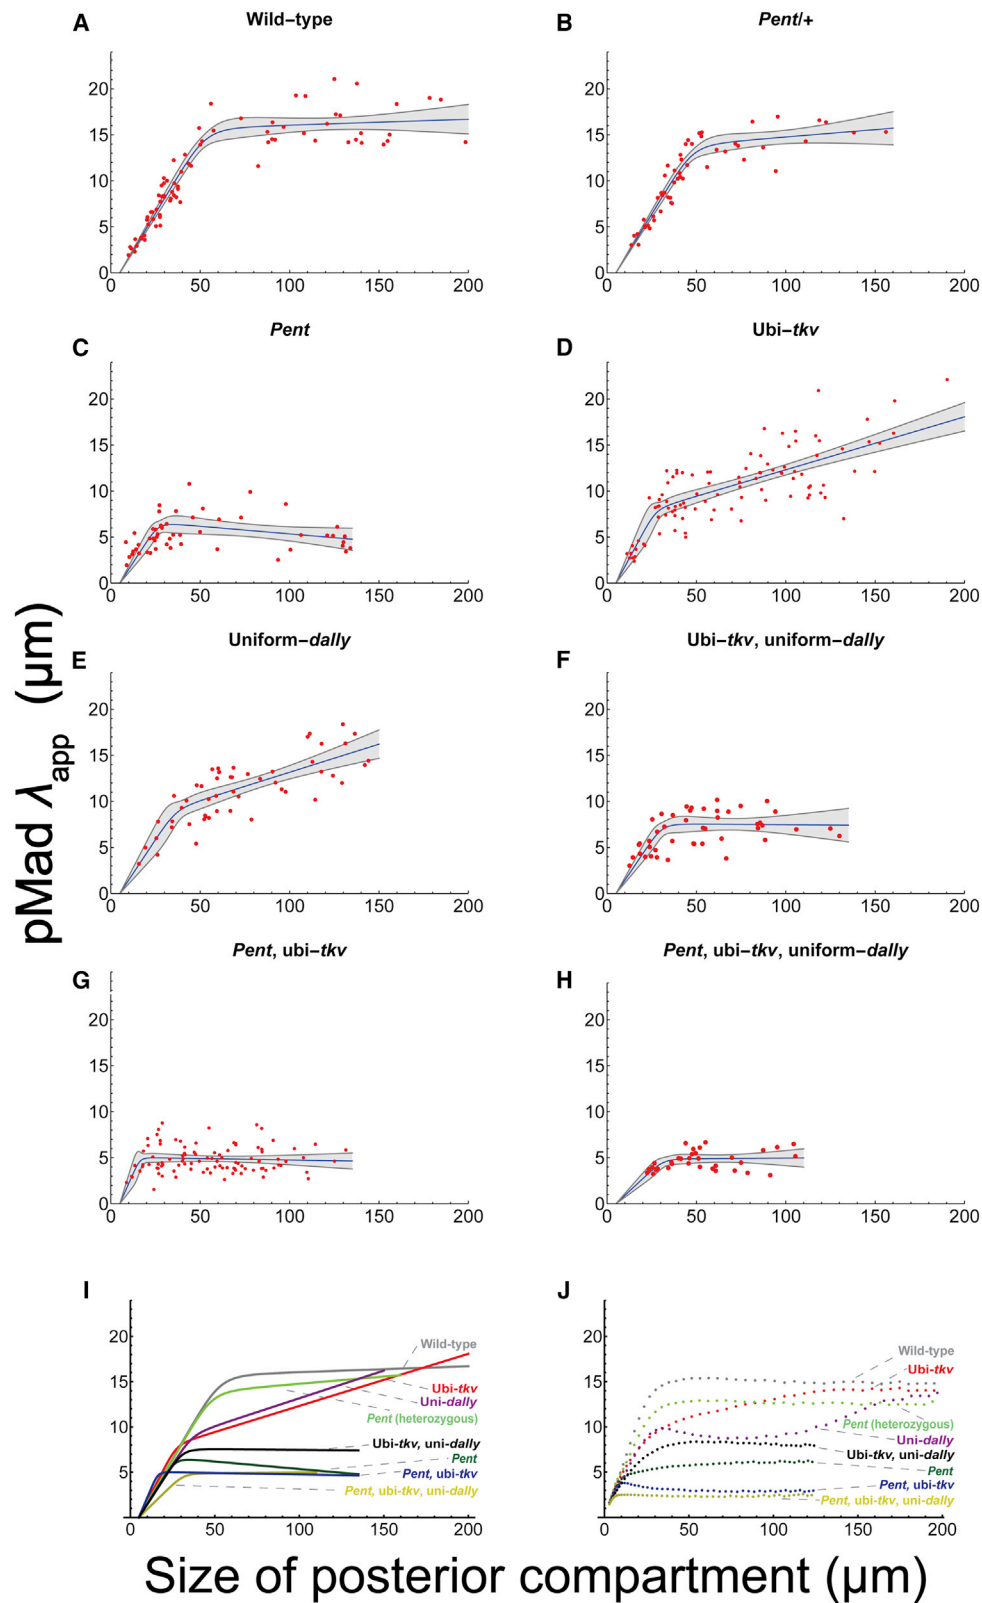 A
Wild–type
20
15
10
5
0
0 50 100 150 200
B
Pent/+
20
15
10
5
0
0 50 100 150 200
C
Pent
20
15
10
5
0
0 50 100 150 200
D
Ubi–tkv
20
15
10
5
0
0 50 100 150 200
E
Uniform–dally
20
15
10
5
0
0 50 100 150 200
F
Ubi–tkv, uniform–dally
20
15
10
5
0
0 50 100 150 200
G
Pent, ubi–tkv
20
15
10
5
0
0 50 100 150 200
H
Pent, ubi–tkv, uniform–dally
20
15
10
5
0
0 50 100 150 200
pMad λapp (µm)
I
20
15
10
5
Wild-type
Ubi-tkv
Uni-dally
Pent (heterozygous)
Ubi-tkv, uni-dally
Pent
Pent, ubi-tkv
Pent, ubi-tkv, uni-dally
0 50 100 150 200
J
20
15
10
5
Wild-type
Ubi-tkv
Pent (heterozygous)
Uni-dally
Ubi-tkv, uni-dally
Pent
Pent, ubi-tkv
Pent, ubi-tkv, uni-dally
0 50 100 150 200
Size of posterior compartment (µm)